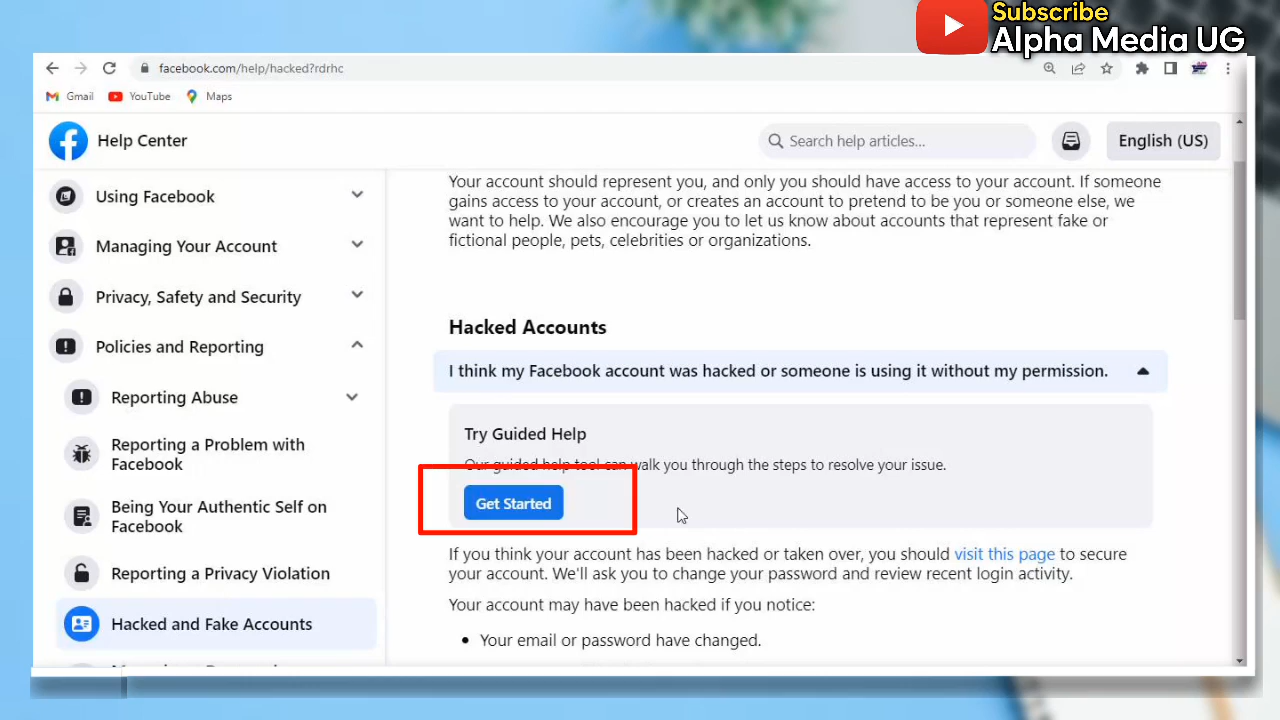 Subscribe
Alpha Media UG
facebook.com/help/hacked?rdrhc
Gmail YouTube Maps
Help Center
Search help articles...
English (US)
Using Facebook
Managing Your Account
Privacy, Safety and Security
Policies and Reporting
Reporting Abuse
Reporting a Problem with
Facebook
Being Your Authentic Self on
Facebook
Reporting a Privacy Violation
Hacked and Fake Accounts
Your account should represent you, and only you should have access to your account. If someone
gains access to your account, or creates an account to pretend to be you or someone else, we
want to help. We also encourage you to let us know about accounts that represent fake or
fictional people, pets, celebrities or organizations.
Hacked Accounts
I think my Facebook account was hacked or someone is using it without my permission.
Try Guided Help
Our guided help tool can walk you through the steps to resolve your issue.
Get Started
If you think your account has been hacked or taken over, you should visit this page to secure
your account. We'll ask you to change your password and review recent login activity.
Your account may have been hacked if you notice:
• Your email or password have changed.